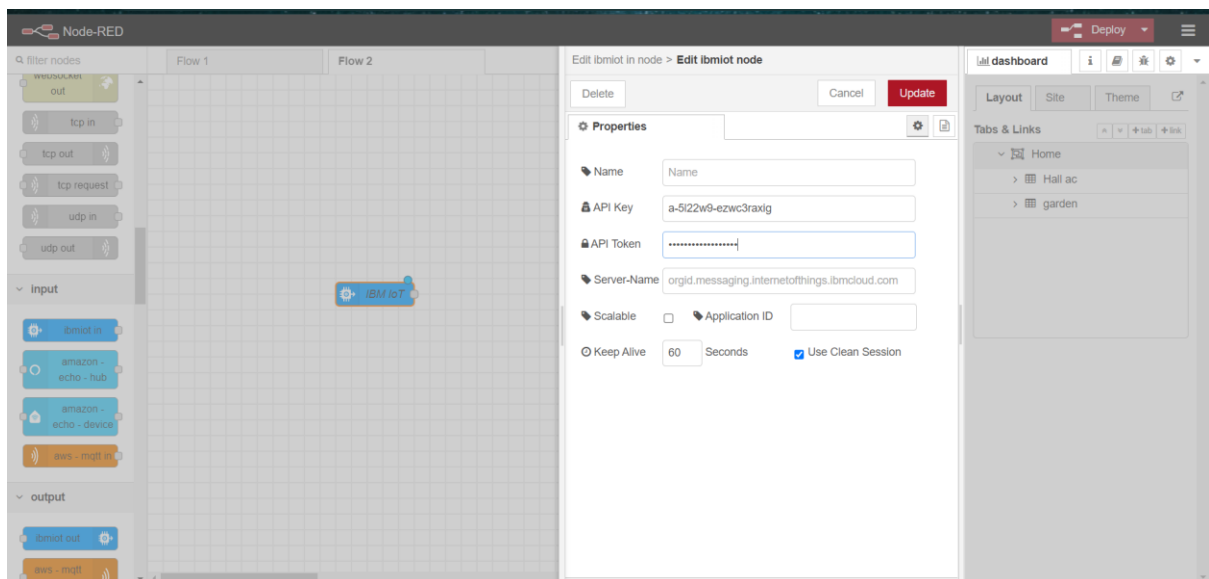 Node-RED
Deploy
filter nodes
websocket
out
tcp in
tcp out
tcp request
udp in
udp out
input
ibmiot in
amazon -
echo - hub
amazon -
echo - device
aws - mqtt in
output
ibmiot out
aws - mqtt
Flow 1
Flow 2
IBM IoT
Edit ibmiot in node > Edit ibmiot node
Delete
Cancel
Update
Properties
Name
Name
API Key
a-5l22w9-ezwc3raxig
API Token
••••••••••••••••••
Server-Name
orgid.messaging.internetofthings.ibmcloud.com
Scalable
Application ID
Keep Alive
60
Seconds
Use Clean Session
dashboard
i
Layout
Site
Theme
Tabs & Links
+tab
+link
Home
Hall ac
garden